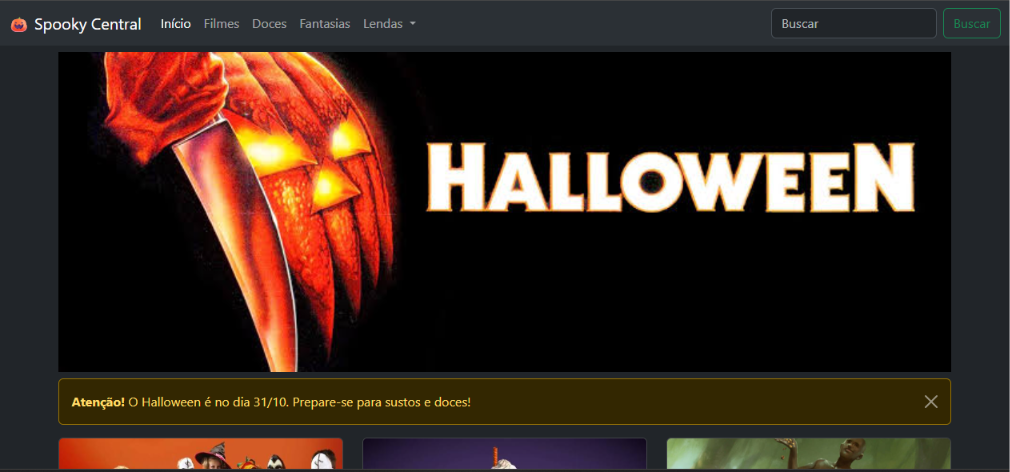 Spooky Central Início Filmes Doces Fantasias Lendas Buscar Buscar
HALLOWEEN
Atenção! O Halloween é no dia 31/10. Prepare-se para sustos e doces!